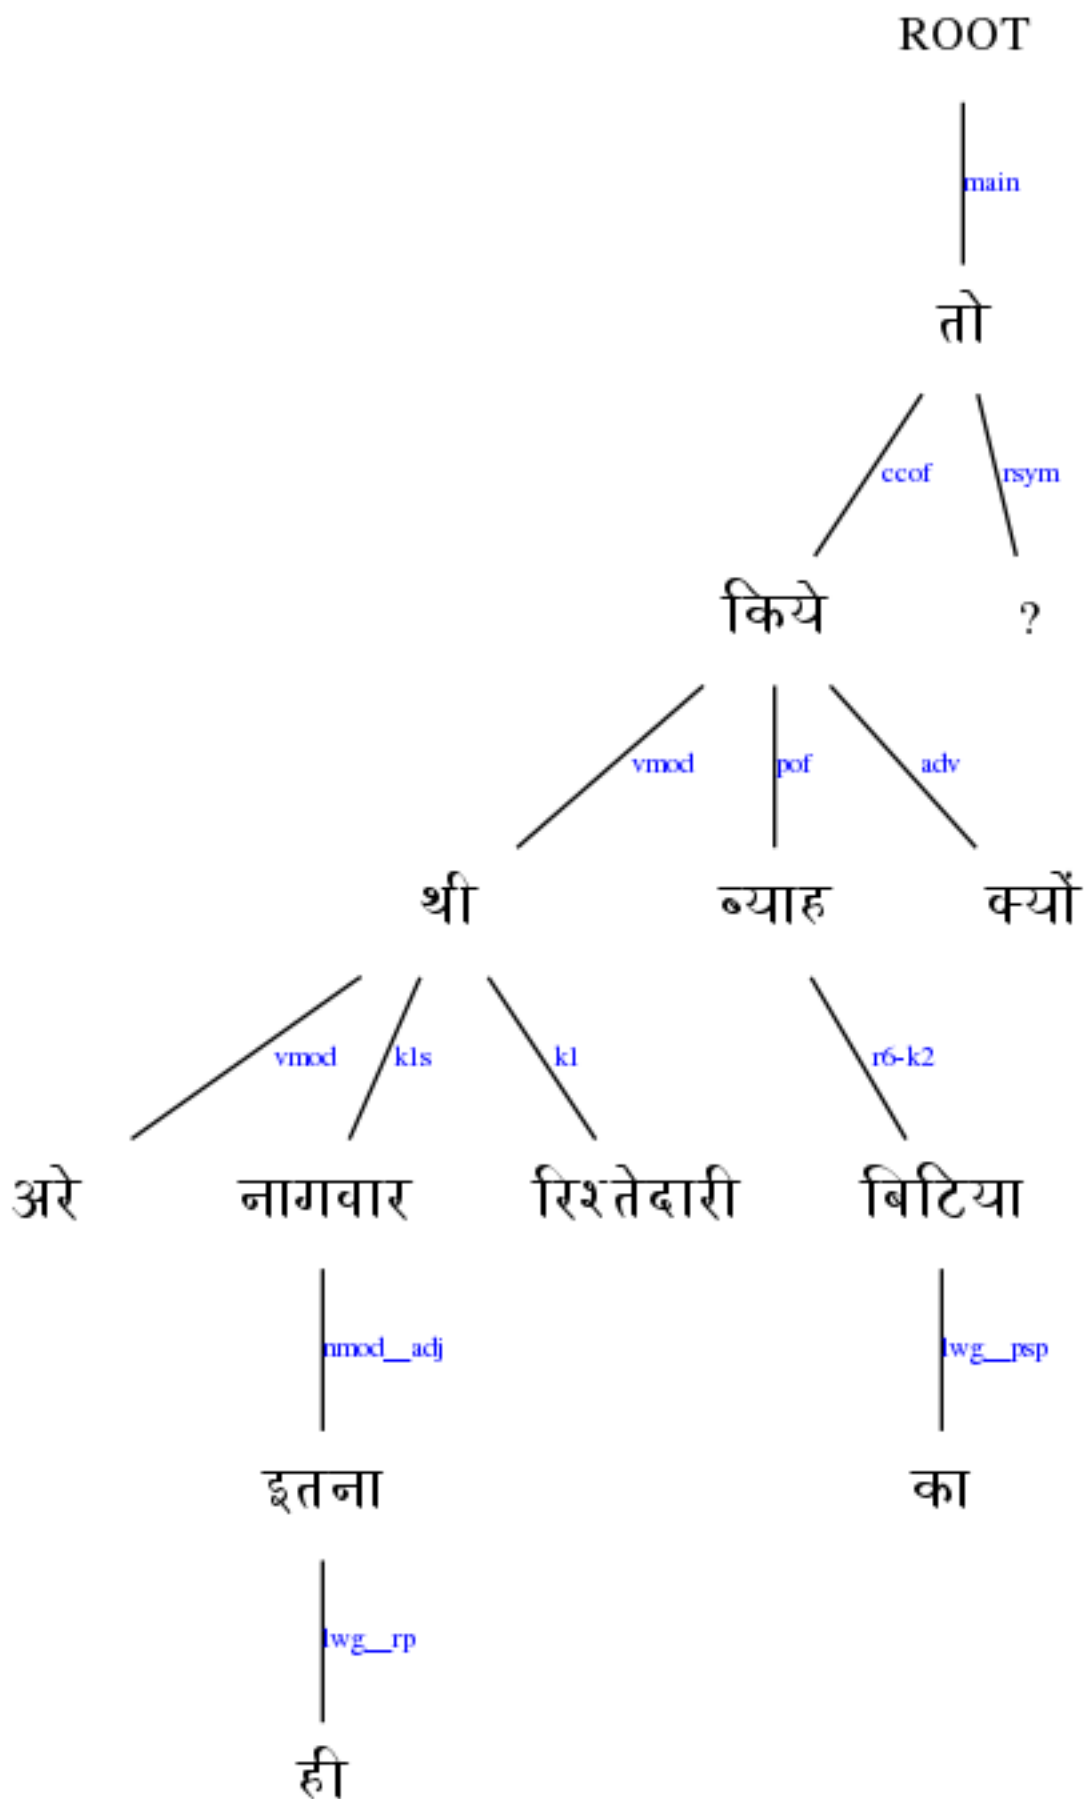 ROOT
main
तो
ccof rsym
किये ?
vmod pof adv
थी ब्याह क्यों
vmod k1s k1 r6-k2
अरे नागवार रिश्तेदारी बिटिया
nmod__adj lwg__psp
इतना का
lwg__rp
ही